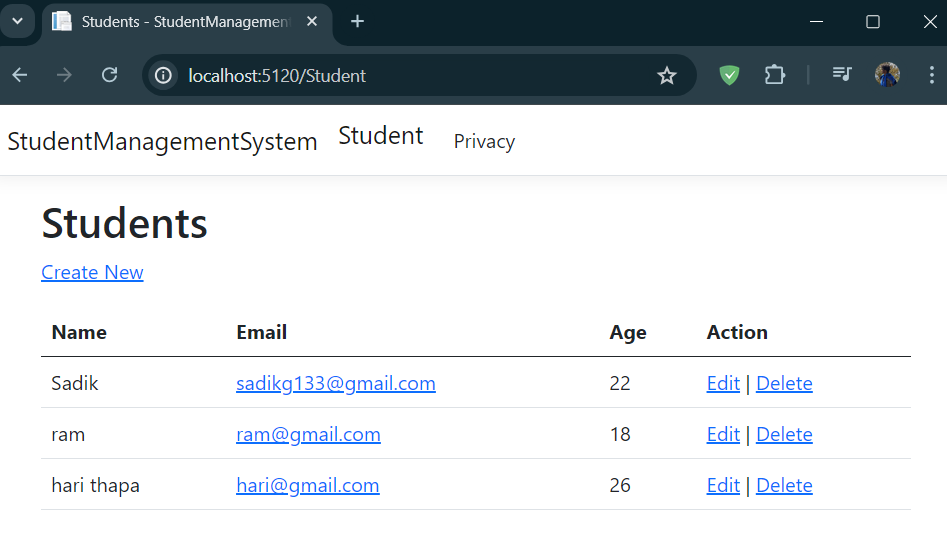 Students - StudentManagement
localhost:5120/Student
StudentManagementSystem Student Privacy
Students
Create New
Name Email Age Action
Sadik sadikg133@gmail.com 22 Edit | Delete
ram ram@gmail.com 18 Edit | Delete
hari thapa hari@gmail.com 26 Edit | Delete